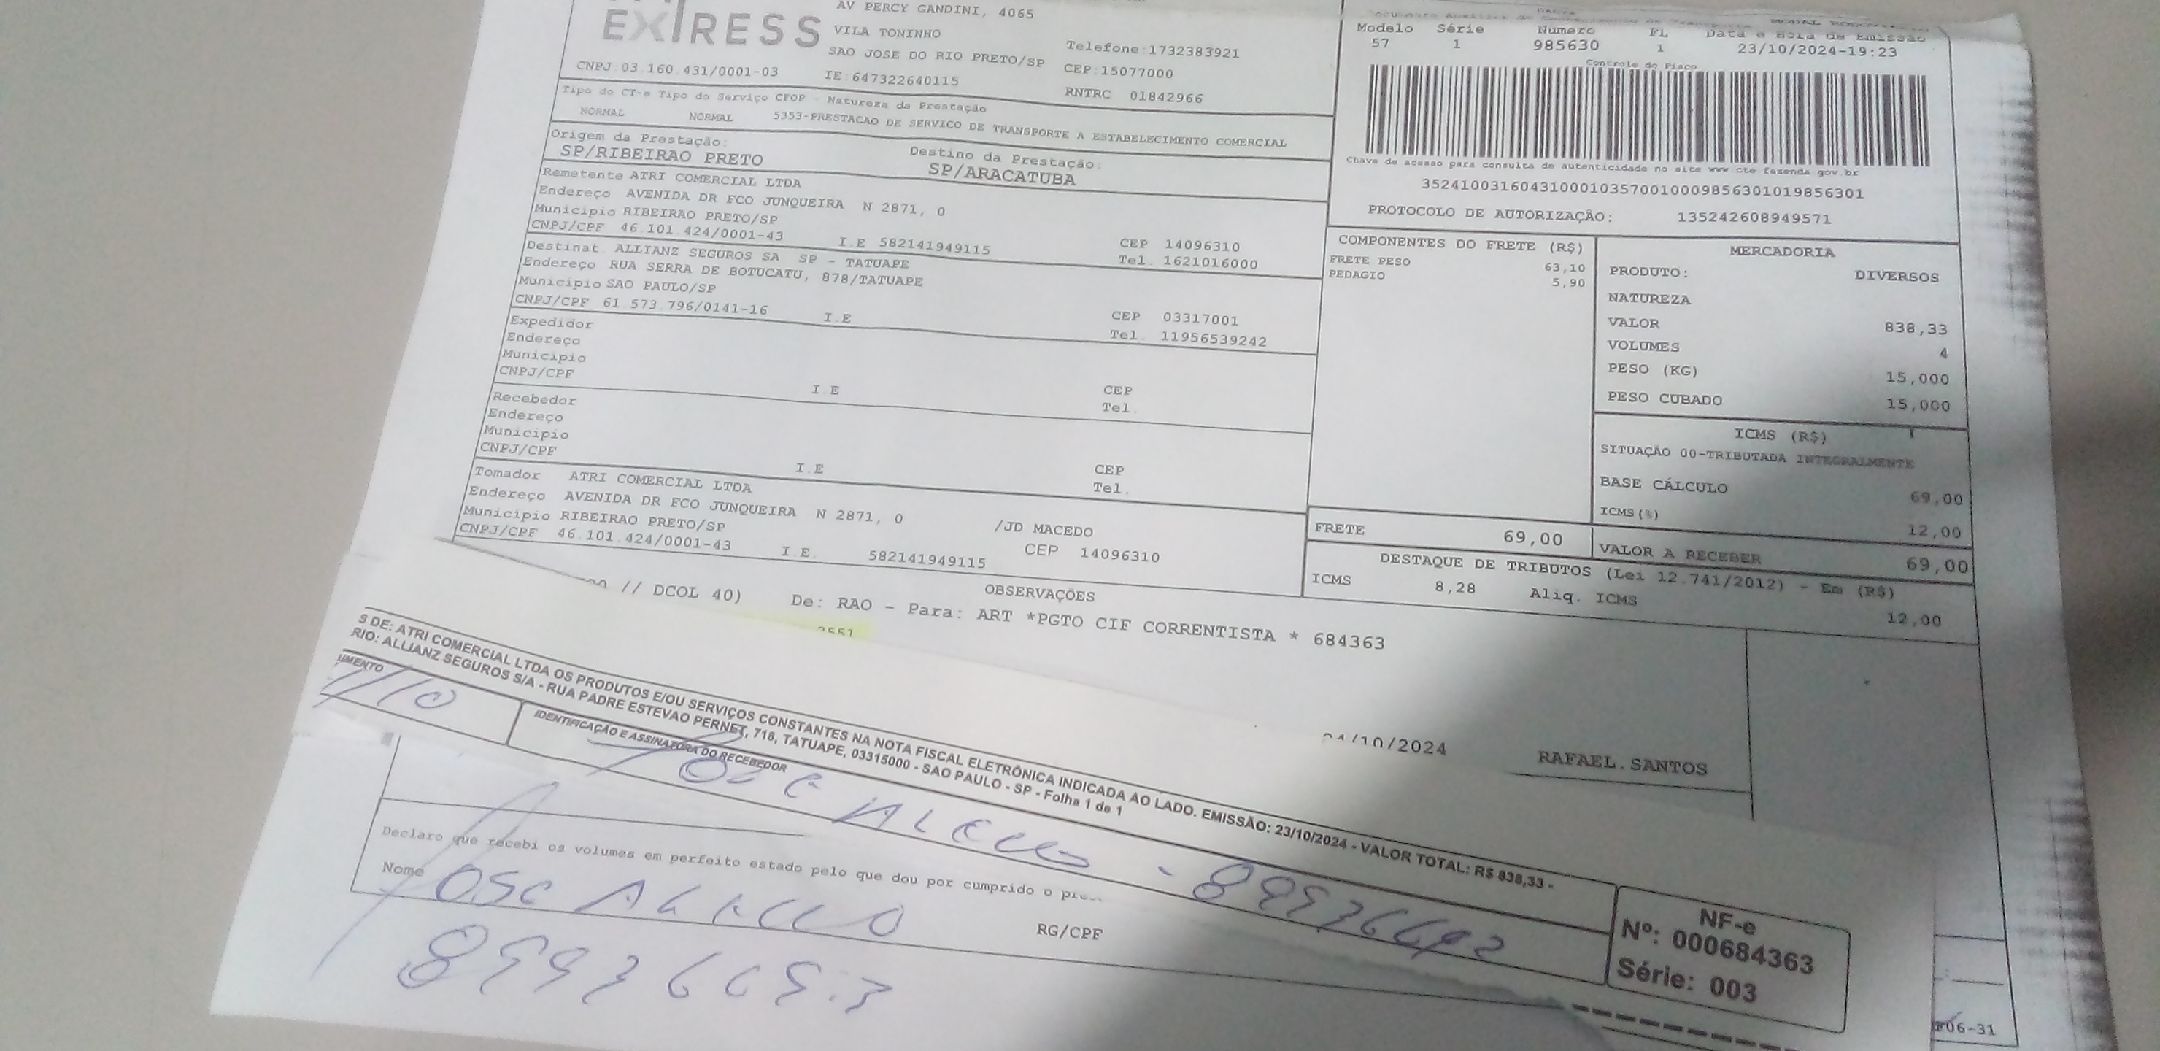 EXPRESS
AV PERCY GANDINI, 4065
VILA TONINHO
SAO JOSE DO RIO PRETO/SP
Telefone:1732383921
CEP:15077000
CNPJ:03.160.431/0001-03
IE:647322640115
RNTRC 01842966
Modelo Série Numero FL Data e Hora de Emissão
57 1 985630 1 23/10/2024-19:23
Controle do Fisco
Chave de acesso para consulta de autenticidade no site www cte fazenda gov.br
PROTOCOLO DE AUTORIZAÇÃO: 135242608949571
Tipo do CT-e Tipo do Serviço CFOP - Natureza da Prestação
NORMAL NORMAL 5353-PRESTACAO DE SERVICO DE TRANSPORTE A ESTABELECIMENTO COMERCIAL
Origem da Prestação: Destino da Prestação:
SP/RIBEIRAO PRETO SP/ARACATUBA
Remetente ATRI COMERCIAL LTDA
Endereço AVENIDA DR FCO JUNQUEIRA N 2871, 0
Municipio RIBEIRAO PRETO/SP CEP 14096310
CNPJ/CPF 46.101.424/0001-43 I.E 582141949115 Tel. 1621016000
Destinat. ALLIANZ SEGUROS SA SP - TATUAPE
Endereço RUA SERRA DE BOTUCATU, 878/TATUAPE
Municipio SAO PAULO/SP CEP 03317001
CNPJ/CPF 61 573.796/0141-16 I.E Tel. 11956539242
Expedidor
Endereço
Municipio CEP
CNPJ/CPF I.E Tel.
Recebedor
Endereço
Municipio CEP
CNPJ/CPF I.E Tel.
Tomador ATRI COMERCIAL LTDA
Endereço AVENIDA DR FCO JUNQUEIRA N 2871, 0 /JD MACEDO
Municipio RIBEIRAO PRETO/SP
CNPJ/CPF 46.101.424/0001-43 I.E. 582141949115 CEP 14096310
COMPONENTES DO FRETE (R$)
FRETE PESO 63,10
PEDAGIO 5,90
FRETE 69,00
MERCADORIA
PRODUTO: DIVERSOS
NATUREZA
VALOR 838,33
VOLUMES 4
PESO (KG) 15,000
PESO CUBADO 15,000
ICMS (R$)
SITUAÇÃO 00-TRIBUTADA INTEGRALMENTE
BASE CÁLCULO 69,00
ICMS(%) 12,00
VALOR A RECEBER 69,00
DESTAQUE DE TRIBUTOS (Lei 12.741/2012) - Em (R$)
ICMS 8,28 Aliq. ICMS 12,00
OBSERVAÇÕES
// DCOL 40) De: RAO - Para: ART *PGTO CIF CORRENTISTA * 684363
/10/2024 RAFAEL.SANTOS
S DE: ATRI COMERCIAL LTDA OS PRODUTOS E/OU SERVIÇOS CONSTANTES NA NOTA FISCAL ELETRÔNICA INDICADA AO LADO. EMISSÃO: 23/10/2024 - VALOR TOTAL: R$ 838,33 -
RIO: ALLIANZ SEGUROS S/A - RUA PADRE ESTEVAO PERNET, 718, TATUAPE, 03315000 - SAO PAULO - SP - Folha 1 de 1
UMENTO IDENTIFICAÇÃO E ASSINATURA DO RECEBEDOR
NF-e
Nº: 000684363
Série: 003
Declaro que recebi os volumes em perfeito estado pelo que dou por cumprido o
Nome RG/CPF
06-31